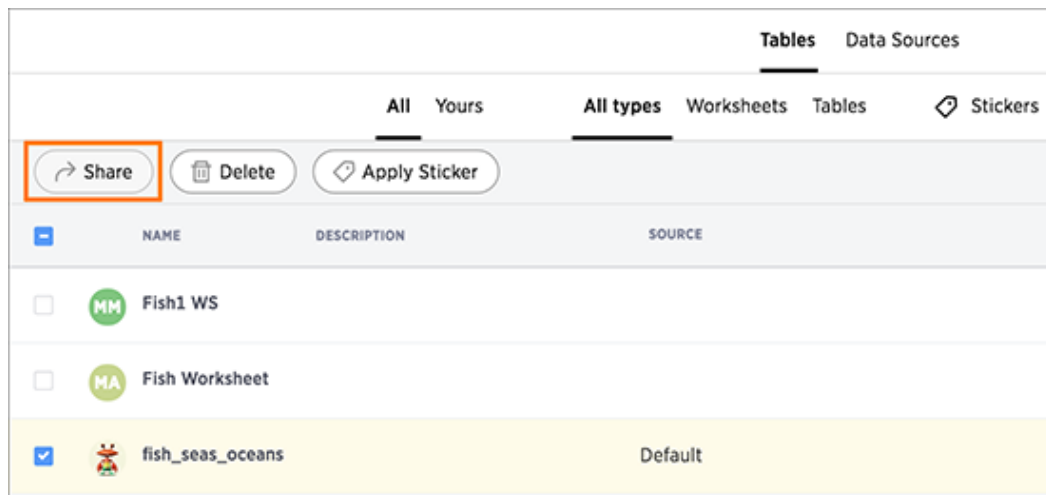 Tables Data Sources
All Yours All types Worksheets Tables Stickers
Share Delete Apply Sticker
NAME DESCRIPTION SOURCE
MM Fish1 WS
MA Fish Worksheet
fish_seas_oceans Default